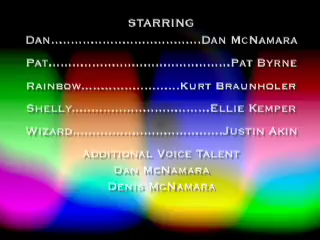 STARRING
Dan.....................................Dan McNamara
Pat.............................................Pat Byrne
Rainbow........................Kurt Braunholer
Shelly..................................Ellie Kemper
Wizard.....................................Justin Akin
Additional Voice Talent
Dan McNamara
Denis McNamara